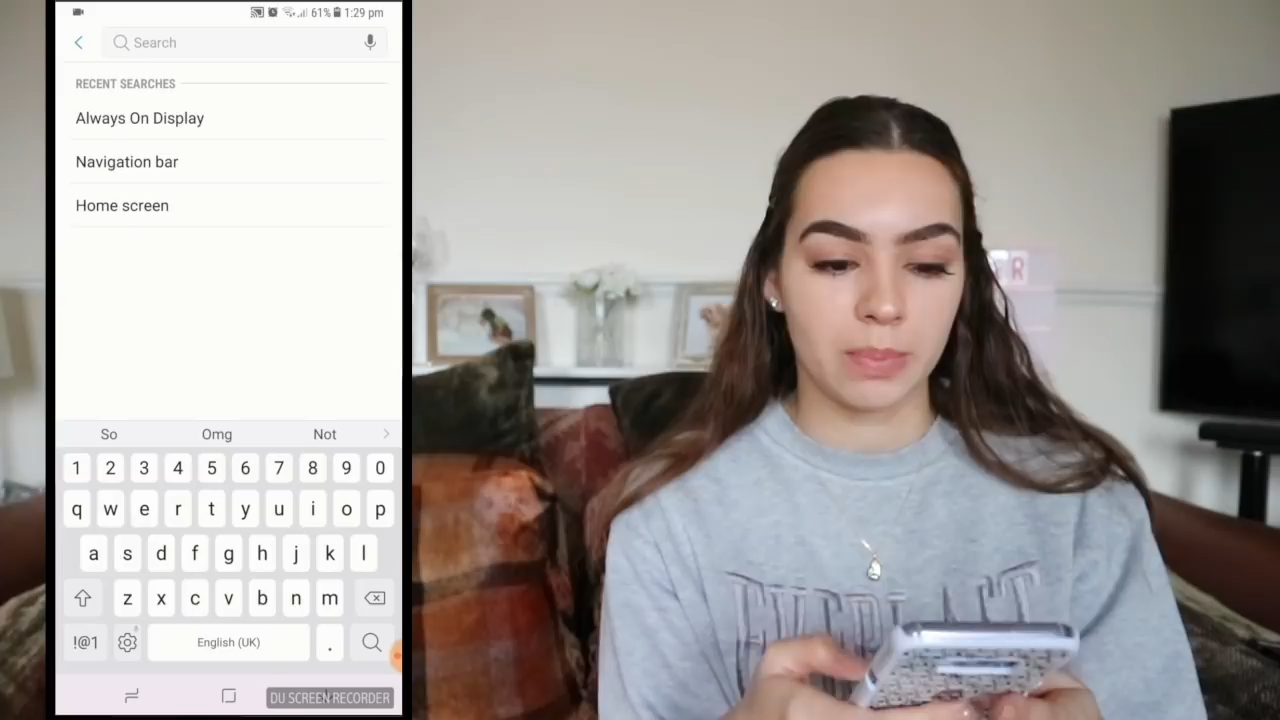 61% 1:29 pm
Search
RECENT SEARCHES
Always On Display
Navigation bar
Home screen
So Omg Not
1 2 3 4 5 6 7 8 9 0
q w e r t y u i o p
a s d f g h j k l
z x c v b n m
!@1 English (UK) .
DU SCREEN RECORDER
R
EVERLAST